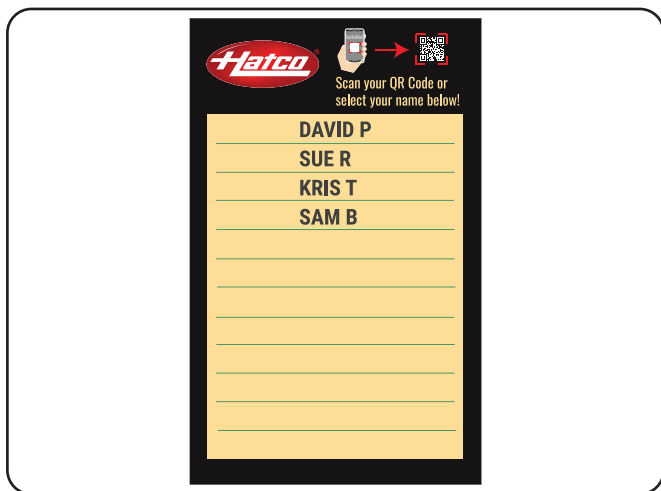 Hatco®
Scan your QR Code or
select your name below!
DAVID P
SUE R
KRIS T
SAM B